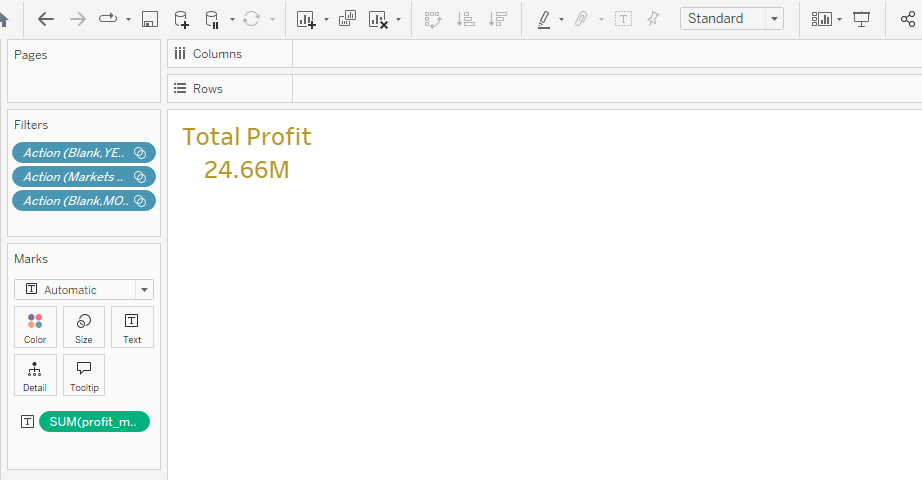 Standard
Pages
Columns
Rows
Filters
Action (Blank,YE..
Action (Markets ..
Action (Blank,MO..
Total Profit
24.66M
Marks
T Automatic
Color
Size
T
Text
Detail
Tooltip
T SUM(profit_m..